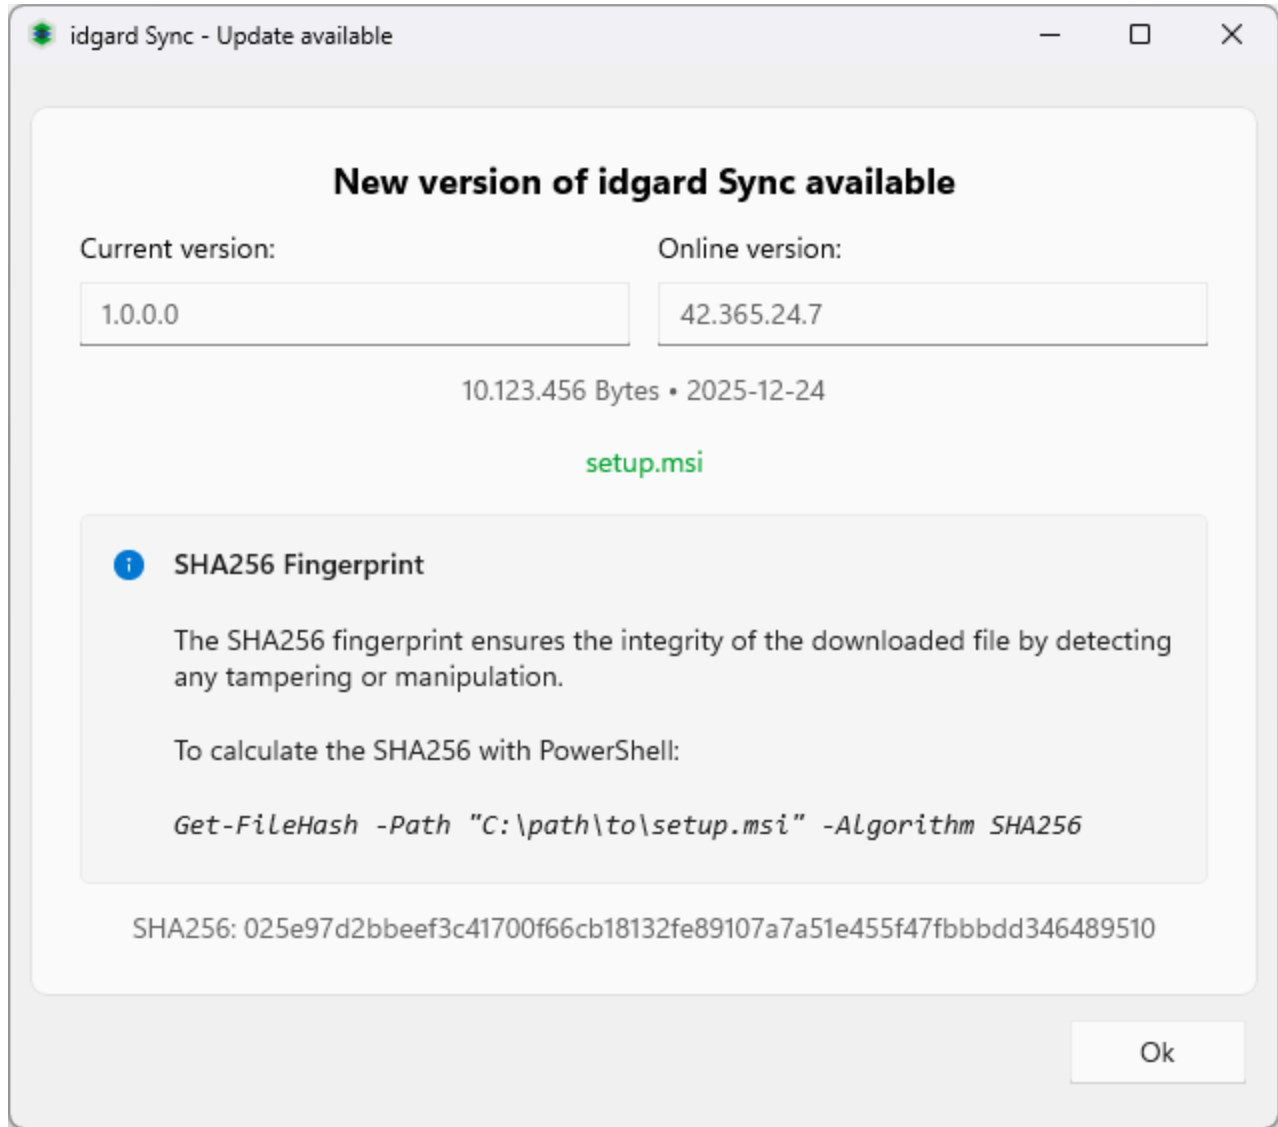 idgard Sync - Update available
New version of idgard Sync available
Current version:
Online version:
1.0.0.0
42.365.24.7
10.123.456 Bytes • 2025-12-24
setup.msi
SHA256 Fingerprint
The SHA256 fingerprint ensures the integrity of the downloaded file by detecting
any tampering or manipulation.
To calculate the SHA256 with PowerShell:
Get-FileHash -Path "C:\path\to\setup.msi" -Algorithm SHA256
SHA256: 025e97d2bbeef3c41700f66cb18132fe89107a7a51e455f47fbbbdd346489510
Ok